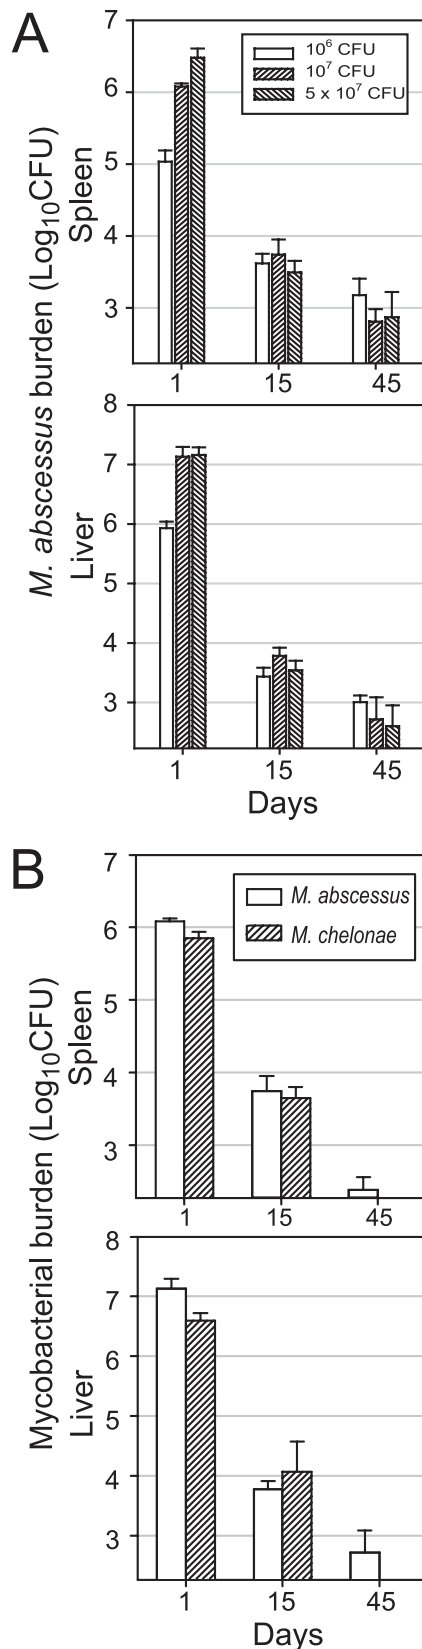 A
M. abscessus burden (Log10CFU)
Spleen
7
6
5
4
3
10⁶ CFU
10⁷ CFU
5 x 10⁷ CFU
1 15 45
Liver
8
7
6
5
4
3
1 15 45
Days
B
Mycobacterial burden (Log10CFU)
Spleen
7
6
5
4
3
M. abscessus
M. chelonae
1 15 45
Liver
8
7
6
5
4
3
1 15 45
Days